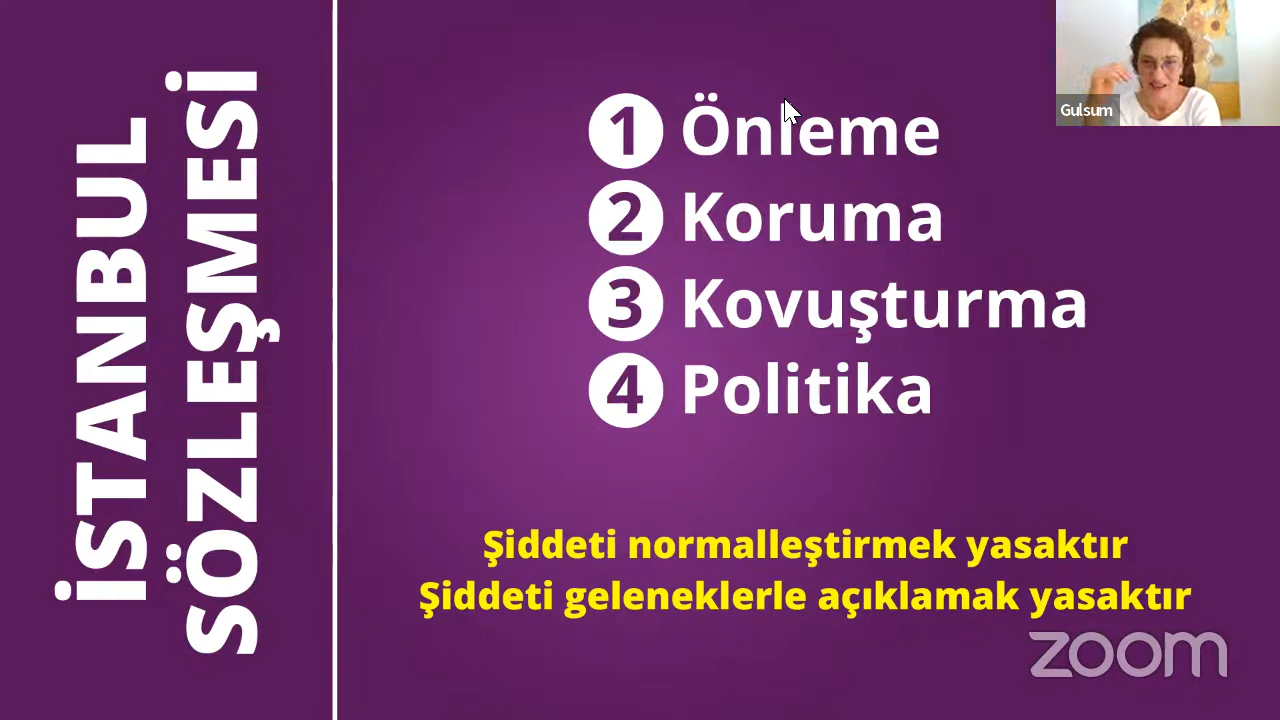 İSTANBUL
SÖZLEŞMESİ
1 Önleme
2 Koruma
3 Kovuşturma
4 Politika
Şiddeti normalleştirmek yasaktır
Şiddeti geleneklerle açıklamak yasaktır
Gulsum
zoom